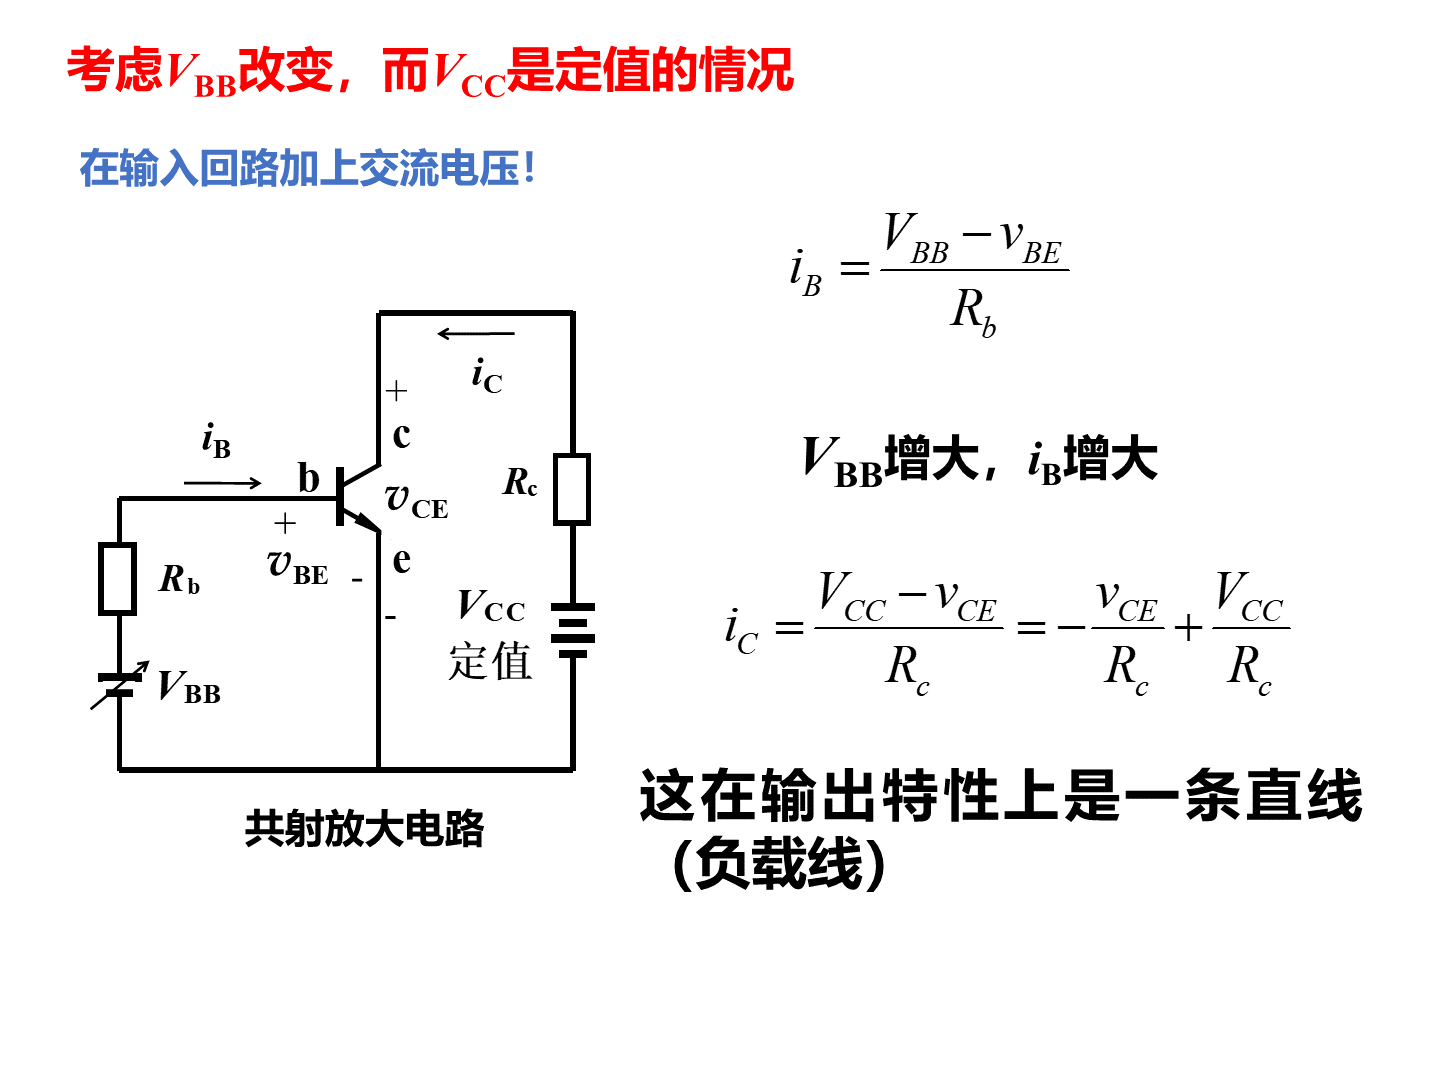 考虑V_BB改变，而V_CC是定值的情况
在输入回路加上交流电压！
i_B = (V_BB − v_BE) / R_b
i_C
+
c
i_B
b
R_c
v_CE
+
v_BE
-
e
R_b
-
V_CC
定值
V_BB
V_BB增大，i_B增大
i_C = (V_CC − v_CE) / R_c = − v_CE / R_c + V_CC / R_c
这在输出特性上是一条直线
（负载线）
共射放大电路